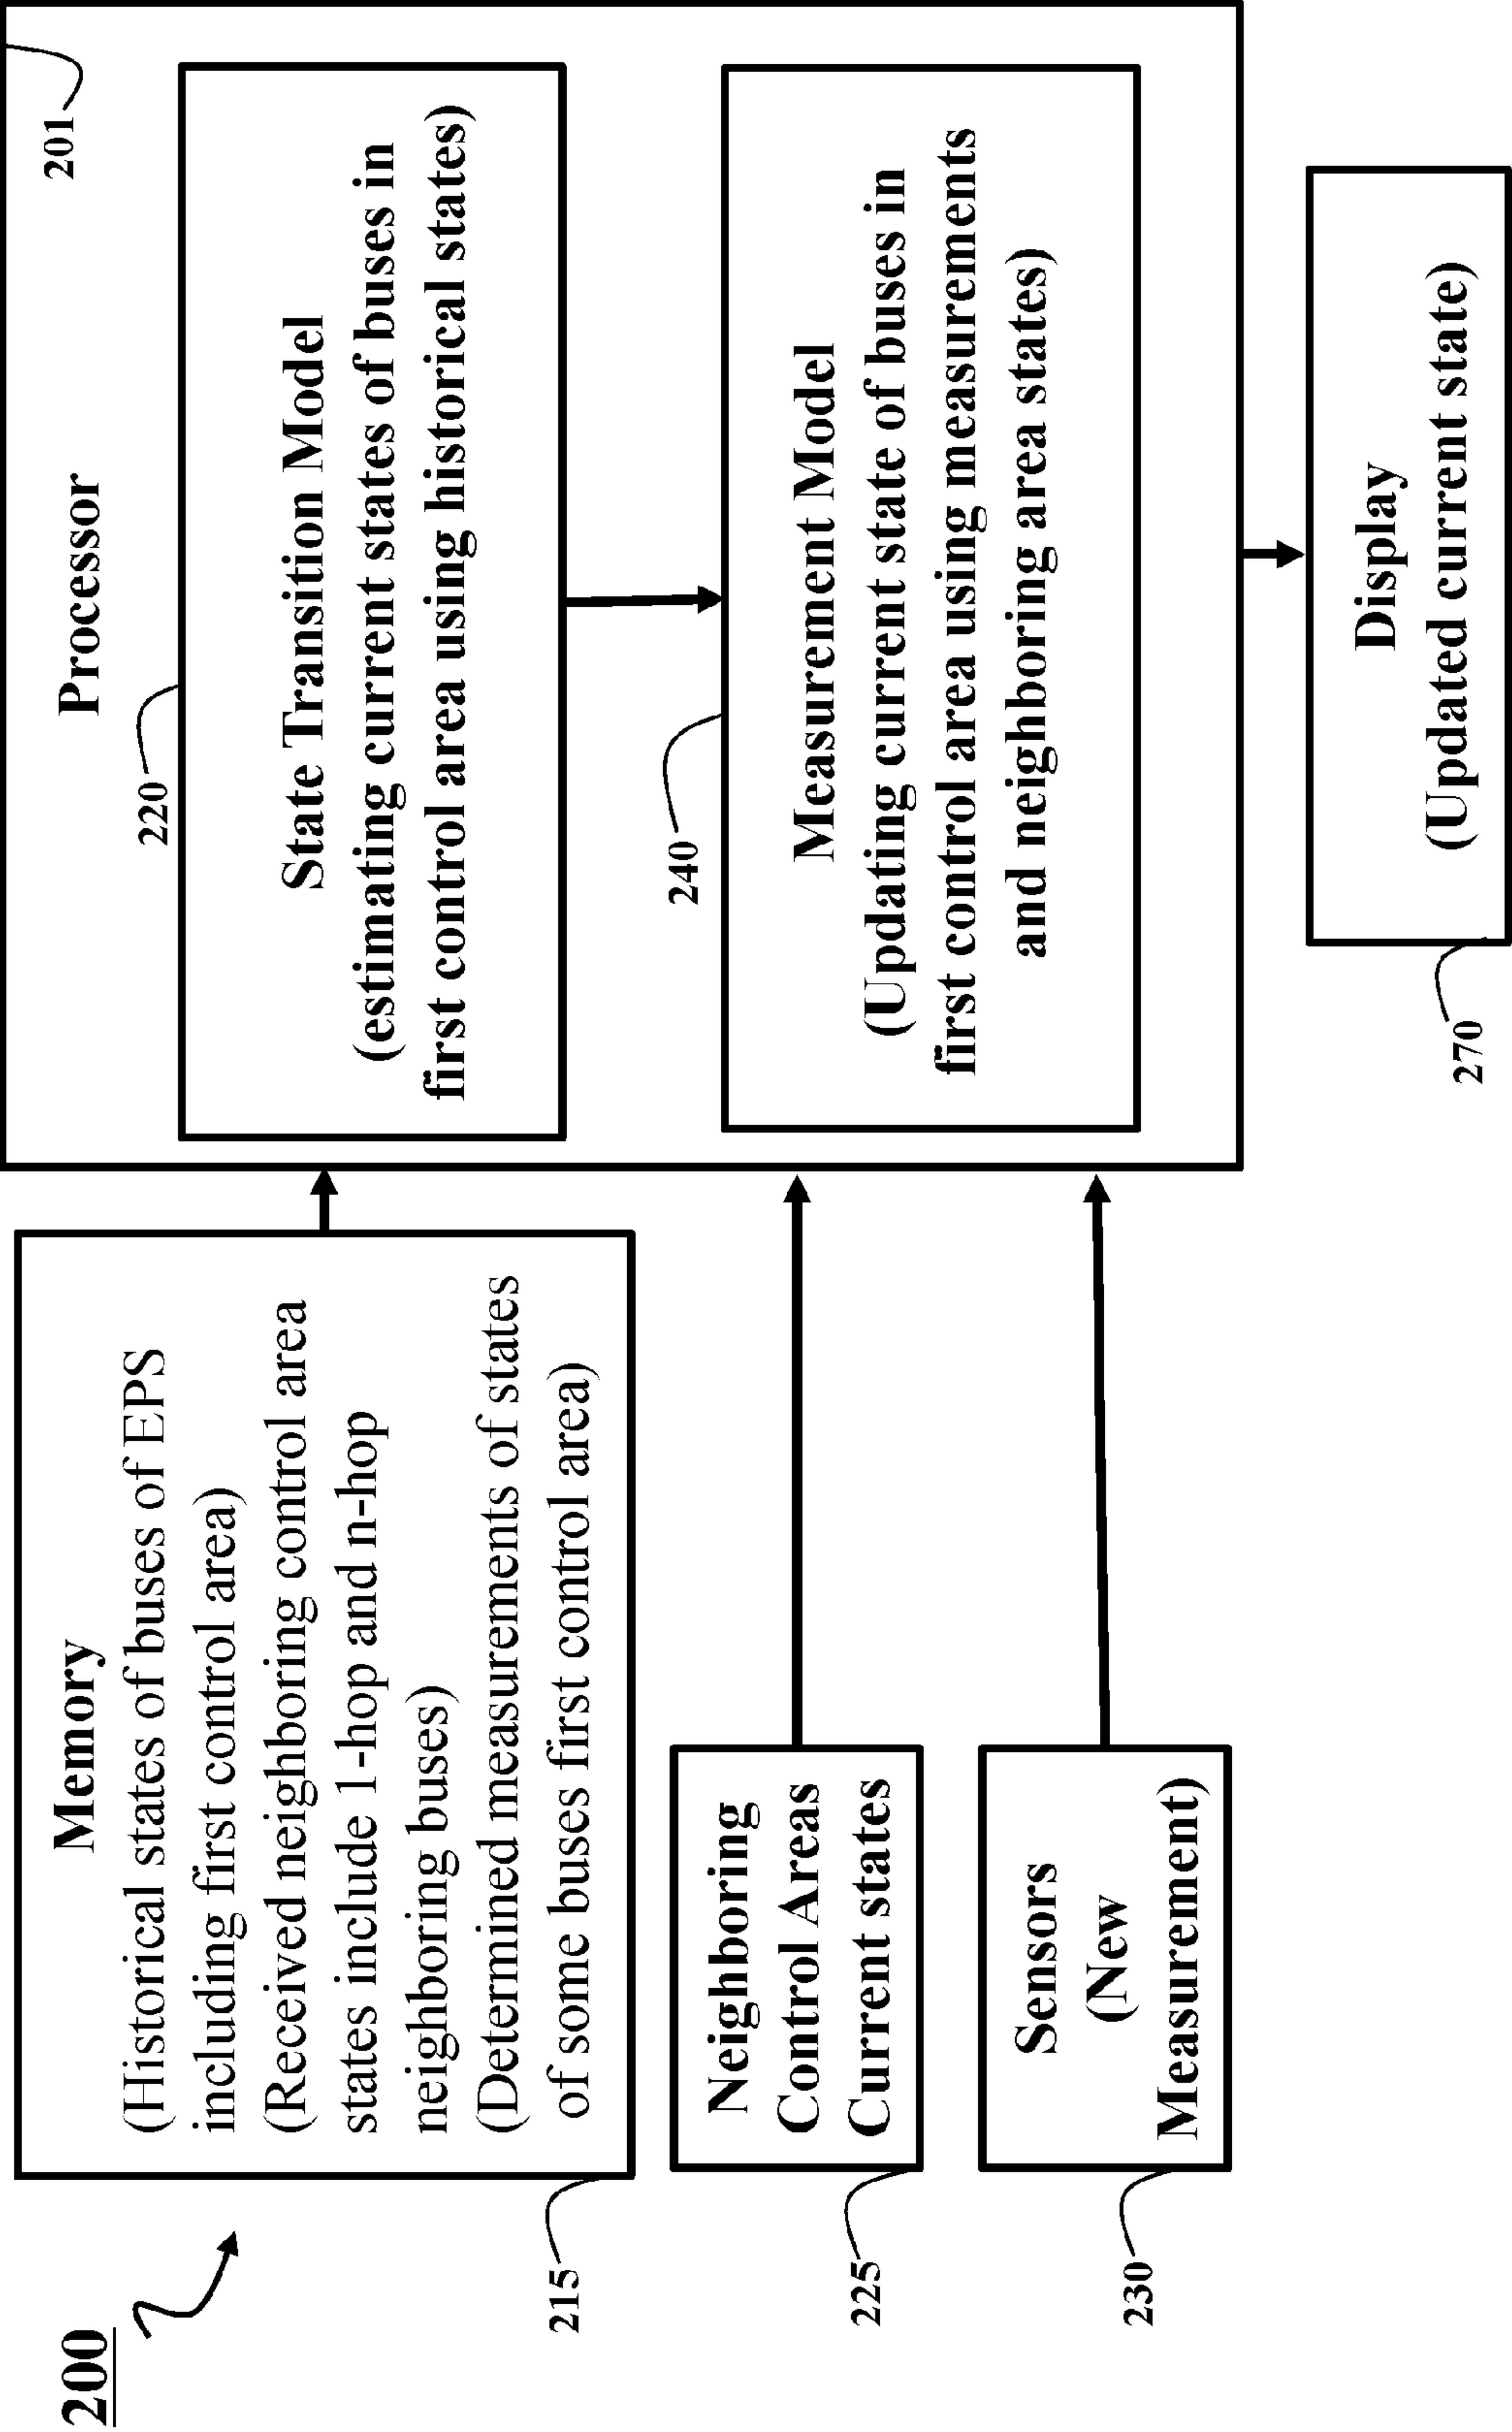 200
Memory
(Historical states of buses of EPS
including first control area)
(Received neighboring control area
states include 1-hop and n-hop
neighboring buses)
(Determined measurements of states
of some buses first control area)
215
Neighboring
Control Areas
Current states
225
Sensors
(New
Measurement)
230
Processor
201
220
State Transition Model
(estimating current states of buses in
first control area using historical states)
240
Measurement Model
(Updating current state of buses in
first control area using measurements
and neighboring area states)
Display
(Updated current state)
270